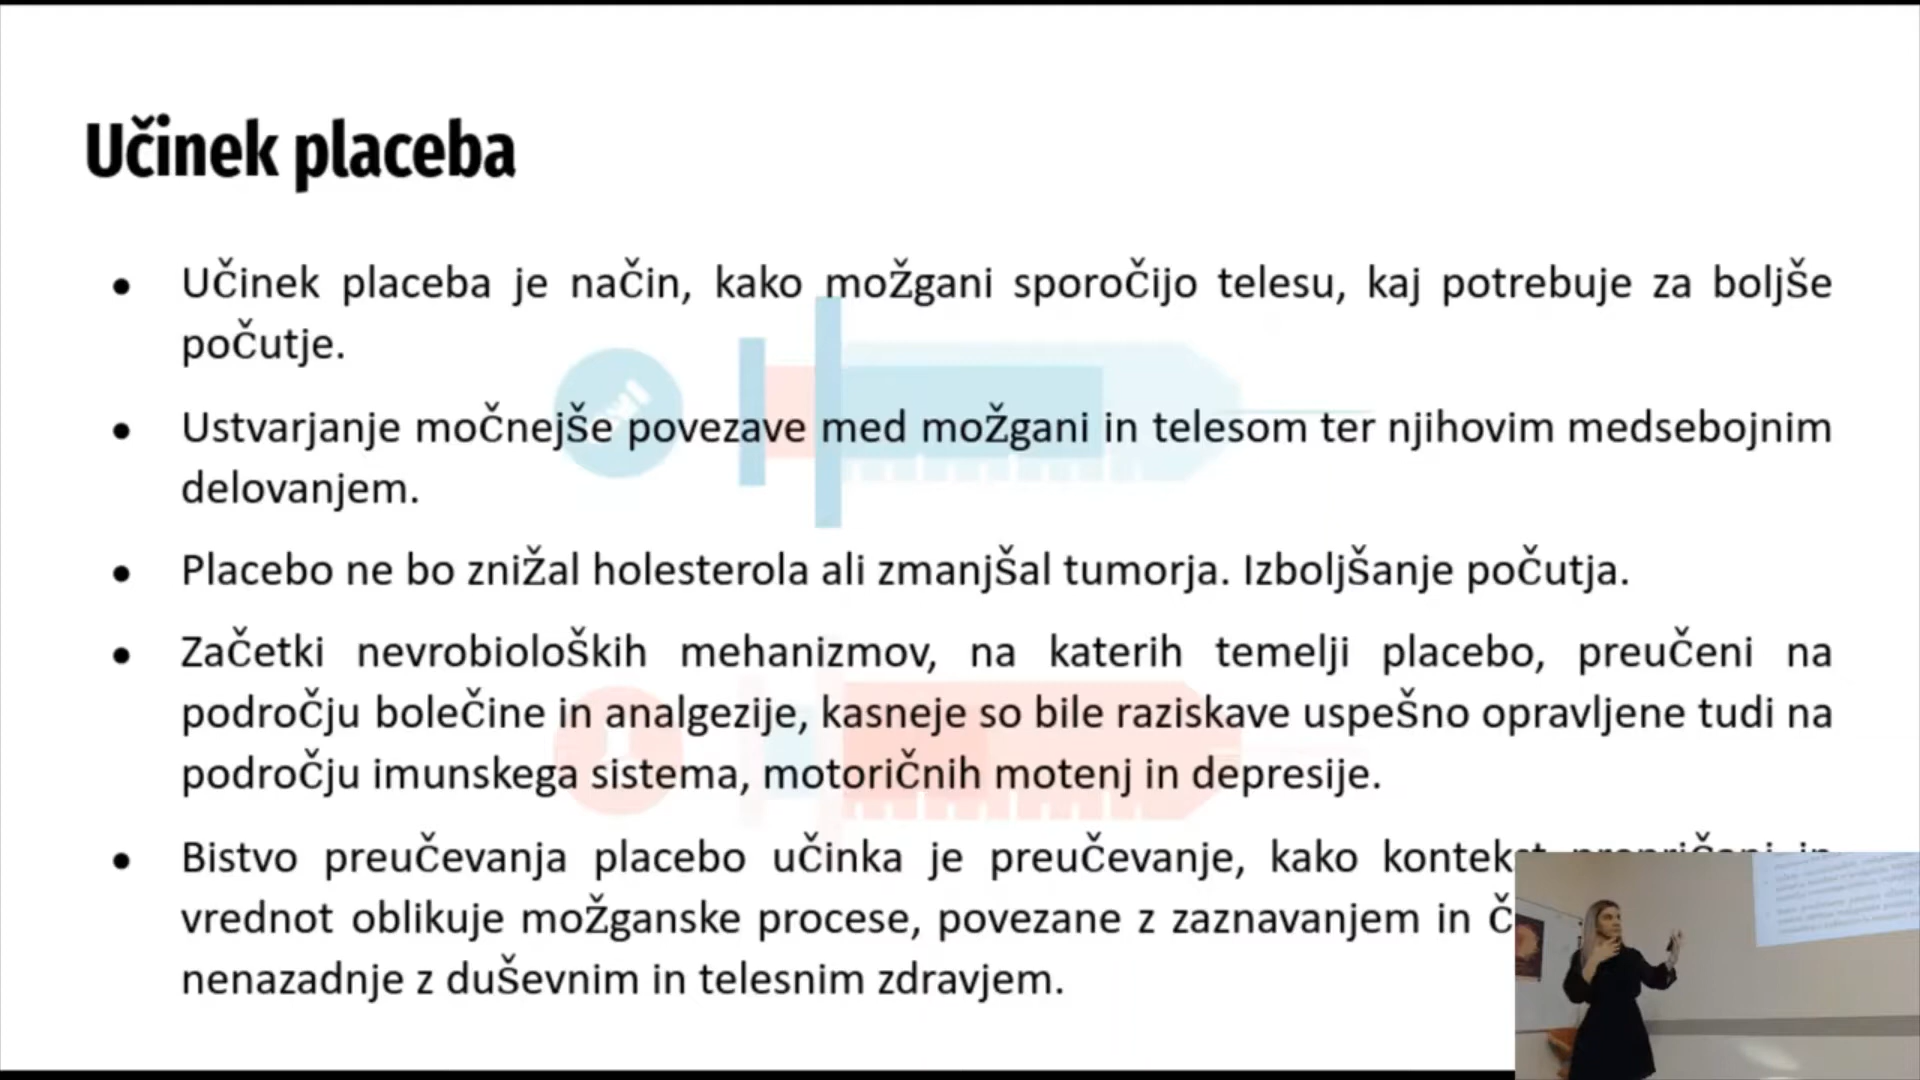 Učinek placeba
● Učinek placeba je način, kako možgani sporočijo telesu, kaj potrebuje za boljše
počutje.
● Ustvarjanje močnejše povezave med možgani in telesom ter njihovim medsebojnim
delovanjem.
● Placebo ne bo znižal holesterola ali zmanjšal tumorja. Izboljšanje počutja.
● Začetki nevrobioloških mehanizmov, na katerih temelji placebo, preučeni na
področju bolečine in analgezije, kasneje so bile raziskave uspešno opravljene tudi na
področju imunskega sistema, motoričnih motenj in depresije.
● Bistvo preučevanja placebo učinka je preučevanje, kako kontekst
vrednot oblikuje možganske procese, povezane z zaznavanjem in
nenazadnje z duševnim in telesnim zdravjem.